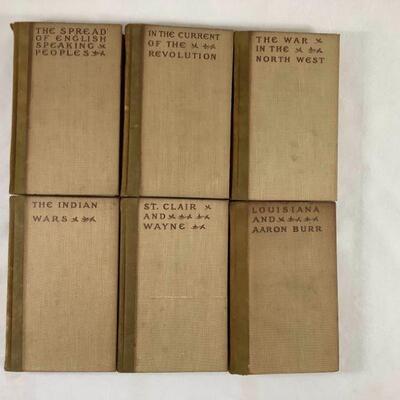 THE SPREAD
OF ENGLISH
SPEAKING
PEOPLES
IN THE CURRENT
OF THE
REVOLUTION
THE WAR
IN THE
NORTH WEST
THE INDIAN
WARS
ST. CLAIR
AND
WAYNE
LOUISIANA
AND
AARON BURR